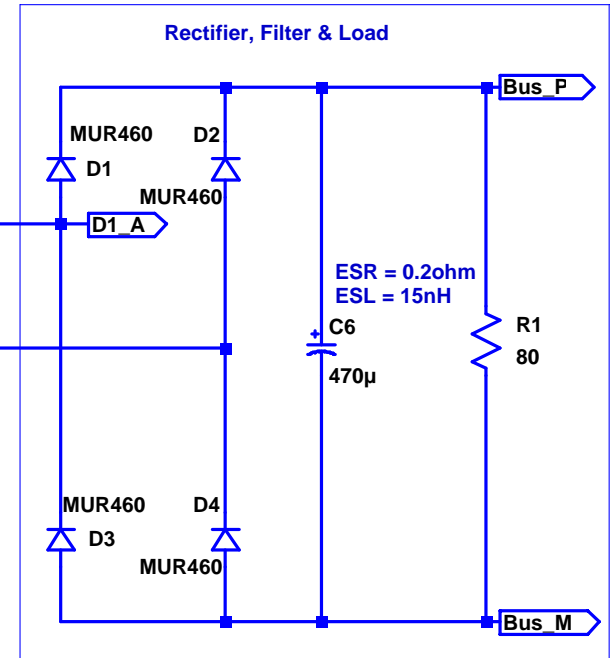 Rectifier, Filter & Load
Bus_P
MUR460
D2
D1
MUR460
D1_A
ESR = 0.2ohm
ESL = 15nH
C6
R1
470µ
80
MUR460
D4
D3
MUR460
Bus_M